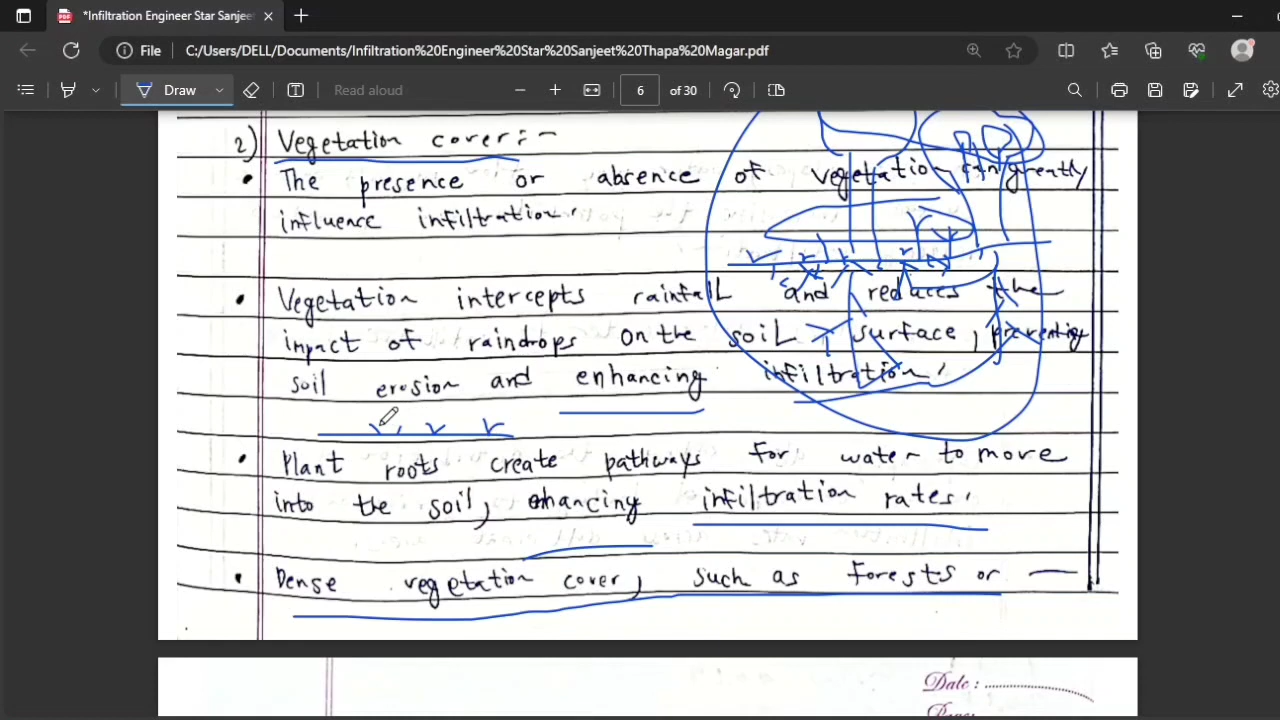 *Infiltration Engineer Star Sanjee
File C:/Users/DELL/Documents/Infiltration%20Engineer%20Star%20Sanjeet%20Thapa%20Magar.pdf
Draw Read aloud 6 of 30
2) Vegetation cover:-
• The presence or absence of vegetation can greatly
influence infiltration.
• Vegetation intercepts rainfall and reduces the
impact of raindrops on the soil surface, preventing
soil erosion and enhancing infiltration.
• Plant roots create pathways for water to move
into the soil, enhancing infiltration rates.
• Dense vegetation cover, such as forests or —
Date : ....................